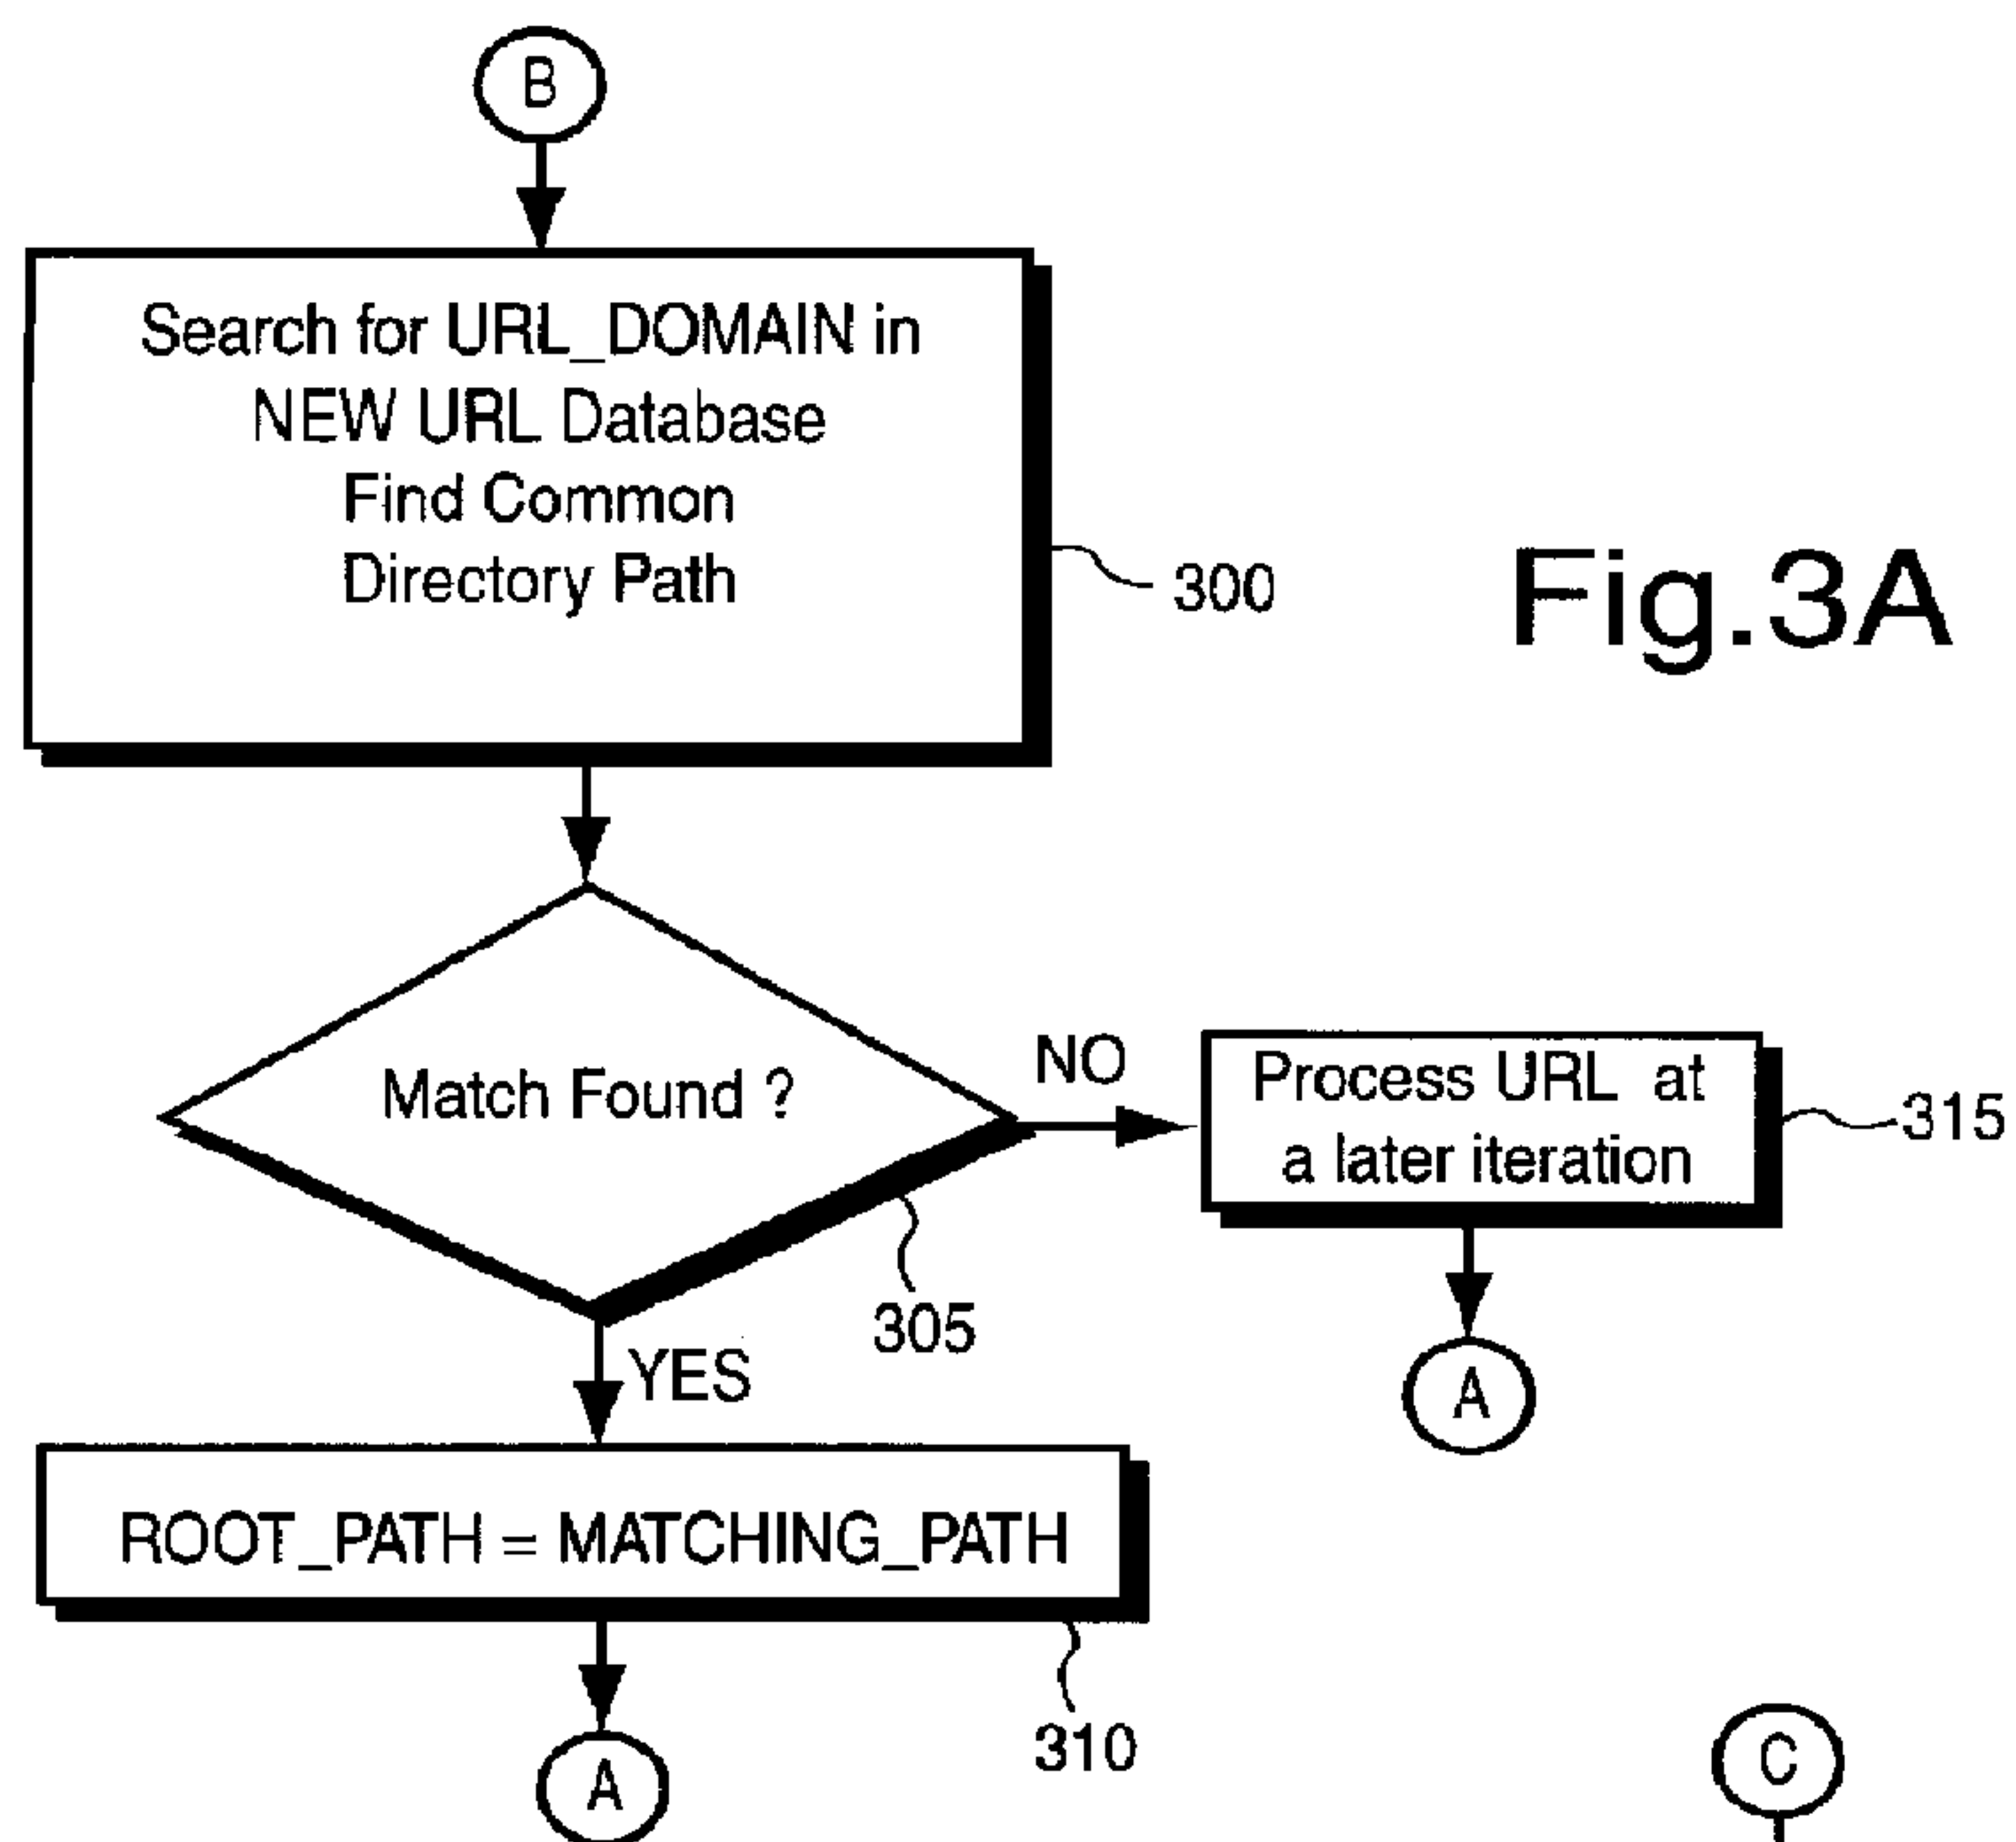 B
Search for URL_DOMAIN in
NEW URL Database
Find Common
Directory Path
300
Fig.3A
Match Found ?
NO
Process URL at
a later iteration
315
305
YES
A
ROOT_PATH = MATCHING_PATH
310
A
C